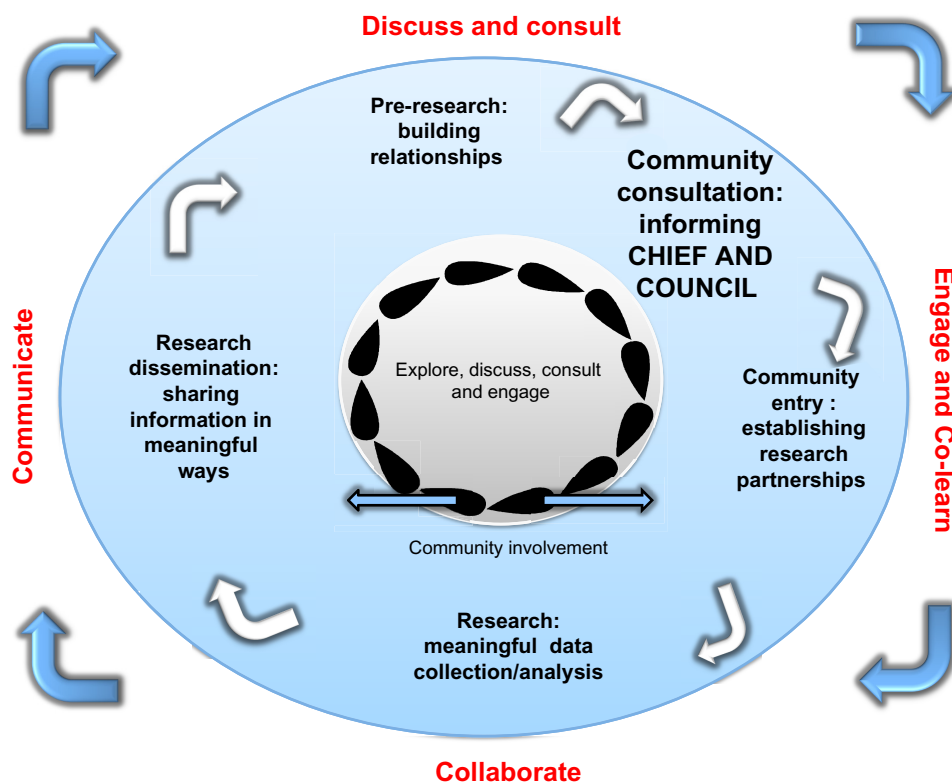 Discuss and consult
Pre-research:
building
relationships
Community
consultation:
informing
CHIEF AND
COUNCIL
Engage and Co-learn
Community
entry :
establishing
research
partnerships
Research:
meaningful data
collection/analysis
Collaborate
Research
dissemination:
sharing
information in
meaningful
ways
Communicate
Explore, discuss, consult
and engage
Community involvement